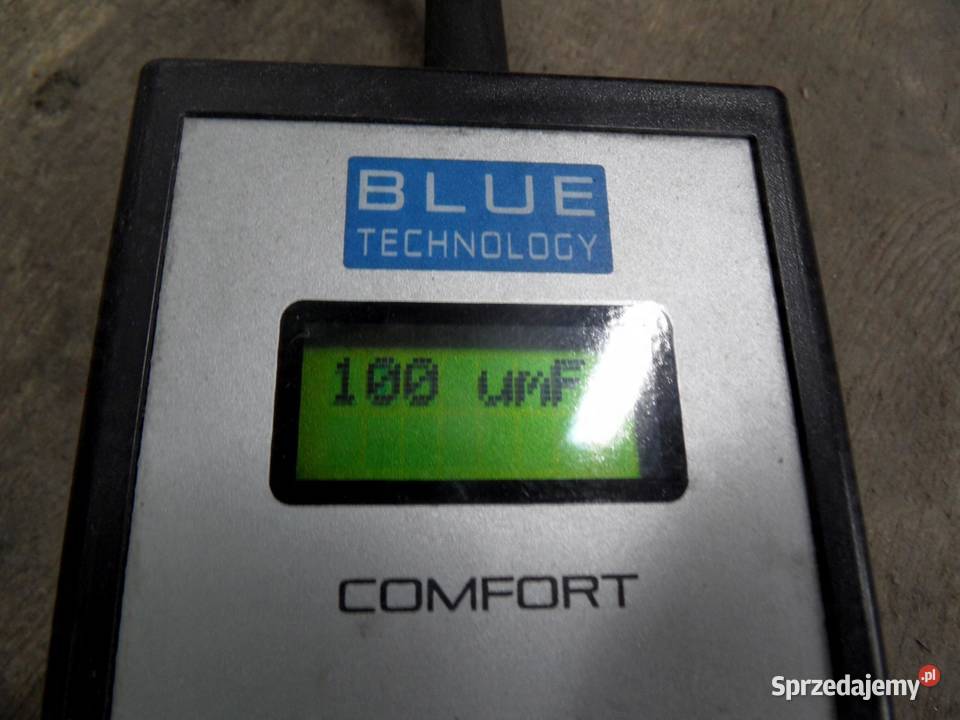 BLUE
TECHNOLOGY
100 umF
COMFORT
Sprzedajemy.pl